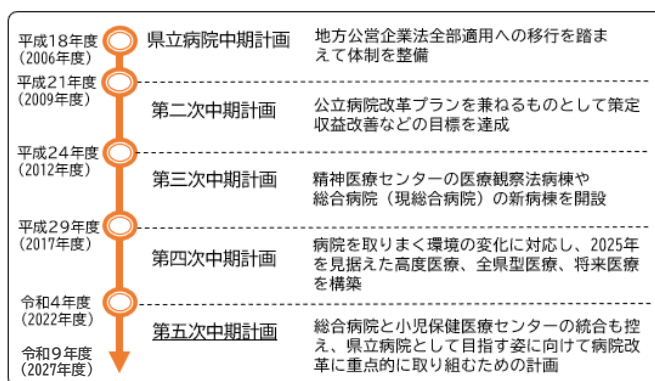 平成18年度
(2006年度)
県立病院中期計画
地方公営企業法全部適用への移行を踏ま
えて体制を整備
平成21年度
(2009年度)
第二次中期計画
公立病院改革プランを兼ねるものとして策定
収益改善などの目標を達成
平成24年度
(2012年度)
第三次中期計画
精神医療センターの医療観察法病棟や
総合病院（現総合病院）の新病棟を開設
平成29年度
(2017年度)
第四次中期計画
病院を取りまく環境の変化に対応し、2025年
を見据えた高度医療、全県型医療、将来医療
を構築
令和4年度
(2022年度)
第五次中期計画
総合病院と小児保健医療センターの統合も控
え、県立病院として目指す姿に向けて病院改
革に重点的に取り組むための計画
令和9年度
(2027年度)